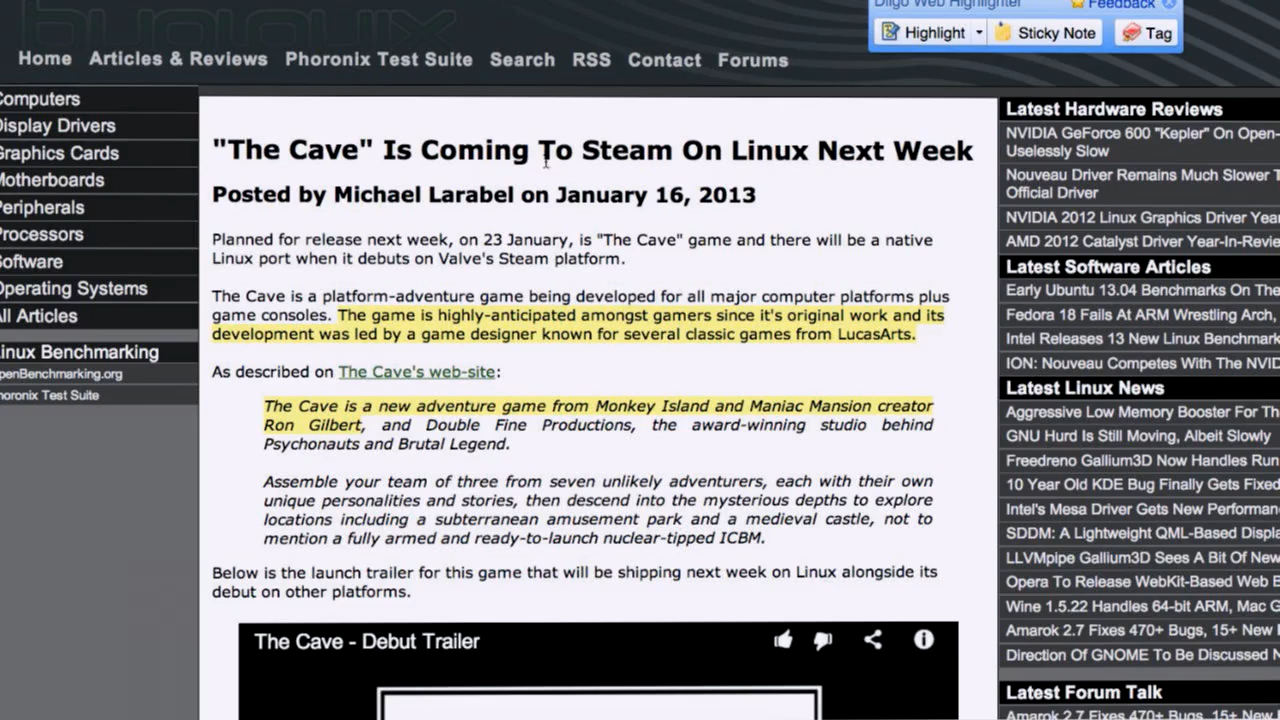 Diigo Web Highlighter
Feedback
Highlight
Sticky Note
Tag
Home Articles & Reviews Phoronix Test Suite Search RSS Contact Forums
Computers
Display Drivers
Graphics Cards
Motherboards
Peripherals
Processors
Software
Operating Systems
All Articles
Linux Benchmarking
OpenBenchmarking.org
Phoronix Test Suite
"The Cave" Is Coming To Steam On Linux Next Week
Posted by Michael Larabel on January 16, 2013
Planned for release next week, on 23 January, is "The Cave" game and there will be a native
Linux port when it debuts on Valve's Steam platform.
The Cave is a platform-adventure game being developed for all major computer platforms plus
game consoles. The game is highly-anticipated amongst gamers since it's original work and its
development was led by a game designer known for several classic games from LucasArts.
As described on The Cave's web-site:
The Cave is a new adventure game from Monkey Island and Maniac Mansion creator
Ron Gilbert, and Double Fine Productions, the award-winning studio behind
Psychonauts and Brutal Legend.
Assemble your team of three from seven unlikely adventurers, each with their own
unique personalities and stories, then descend into the mysterious depths to explore
locations including a subterranean amusement park and a medieval castle, not to
mention a fully armed and ready-to-launch nuclear-tipped ICBM.
Below is the launch trailer for this game that will be shipping next week on Linux alongside its
debut on other platforms.
The Cave - Debut Trailer
Latest Hardware Reviews
NVIDIA GeForce 600 "Kepler" On Open-
Uselessly Slow
Nouveau Driver Remains Much Slower T
Official Driver
NVIDIA 2012 Linux Graphics Driver Year
AMD 2012 Catalyst Driver Year-In-Revie
Latest Software Articles
Early Ubuntu 13.04 Benchmarks On The
Fedora 18 Fails At ARM Wrestling Arch,
Intel Releases 13 New Linux Benchmark
ION: Nouveau Competes With The NVID
Latest Linux News
Aggressive Low Memory Booster For Th
GNU Hurd Is Still Moving, Albeit Slowly
Freedreno Gallium3D Now Handles Run
10 Year Old KDE Bug Finally Gets Fixed
Intel's Mesa Driver Gets New Performan
SDDM: A Lightweight QML-Based Displa
LLVMpipe Gallium3D Sees A Bit Of New
Opera To Release WebKit-Based Web B
Wine 1.5.22 Handles 64-bit ARM, Mac G
Amarok 2.7 Fixes 470+ Bugs, 15+ New
Direction Of GNOME To Be Discussed N
Latest Forum Talk
Amarok 2.7 Fixes 470+ Bugs, 15+ New